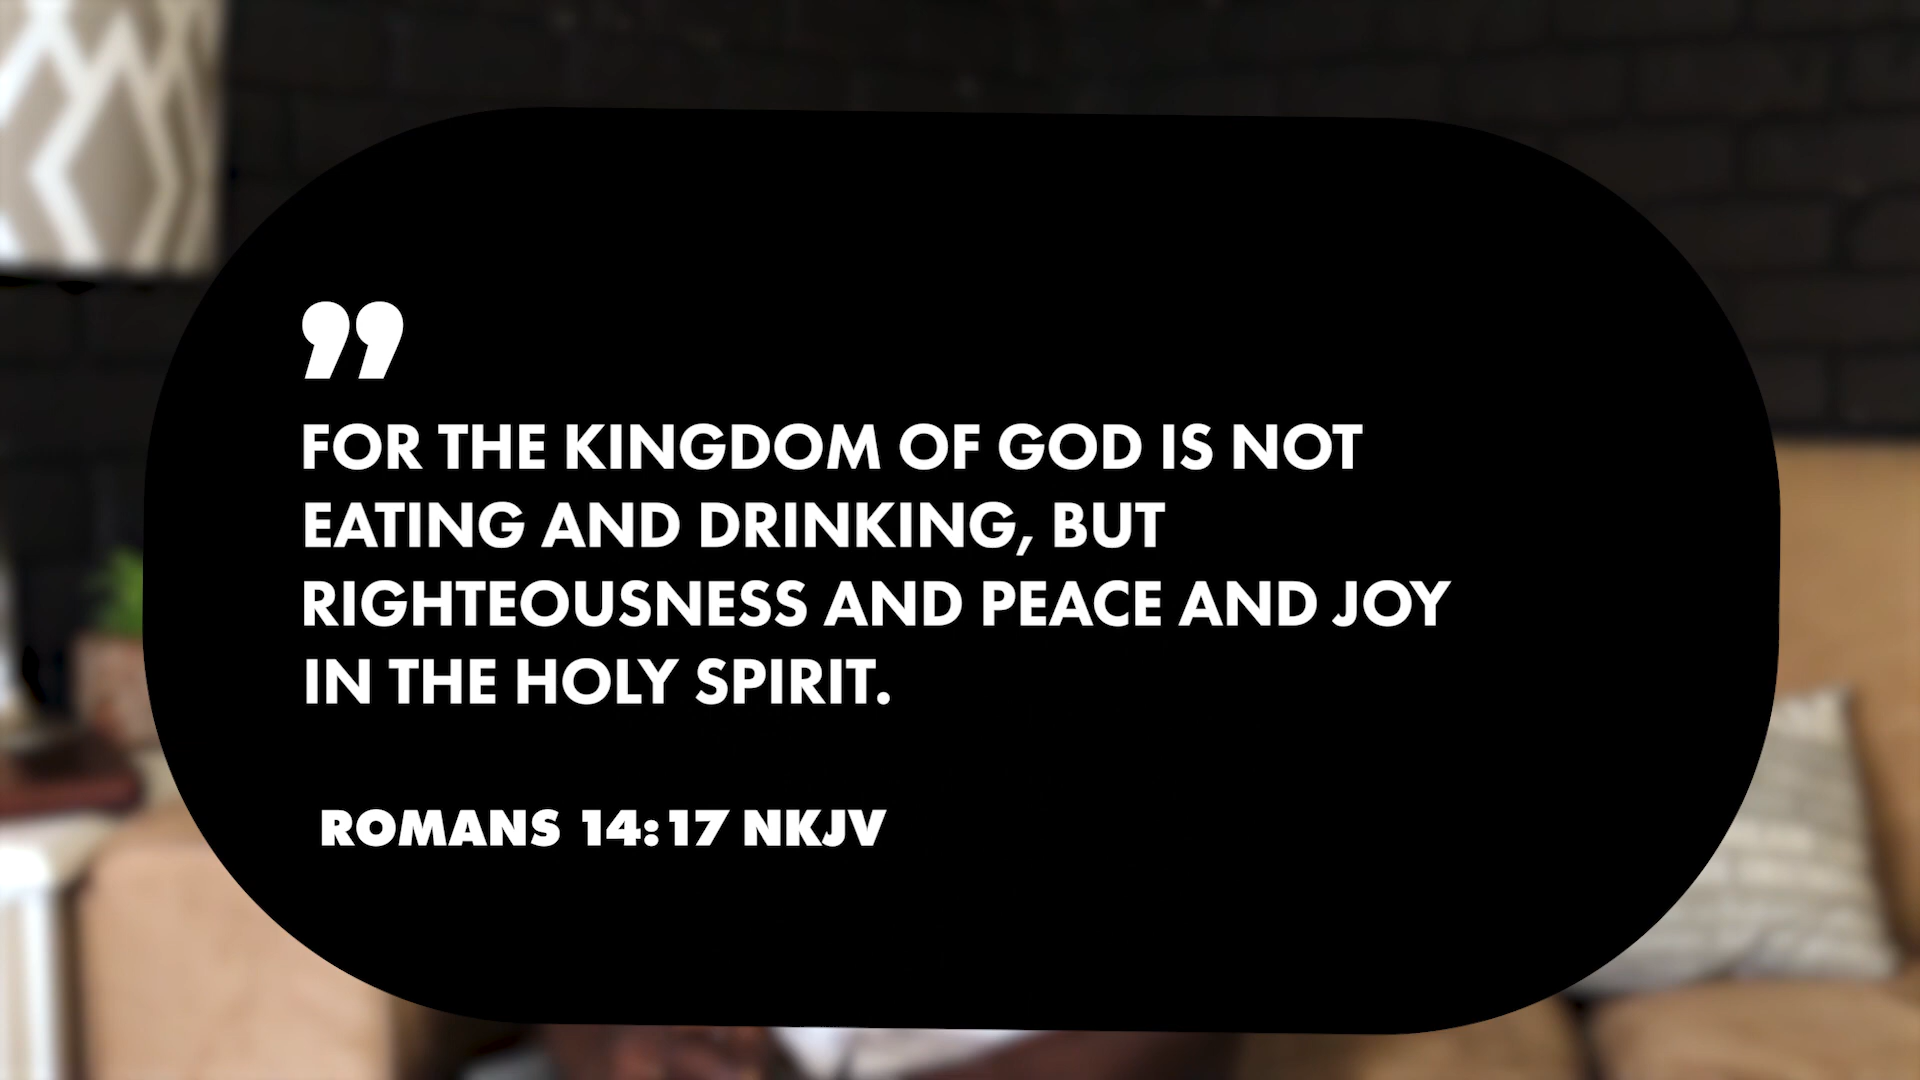 ”
FOR THE KINGDOM OF GOD IS NOT
EATING AND DRINKING, BUT
RIGHTEOUSNESS AND PEACE AND JOY
IN THE HOLY SPIRIT.
ROMANS 14:17 NKJV